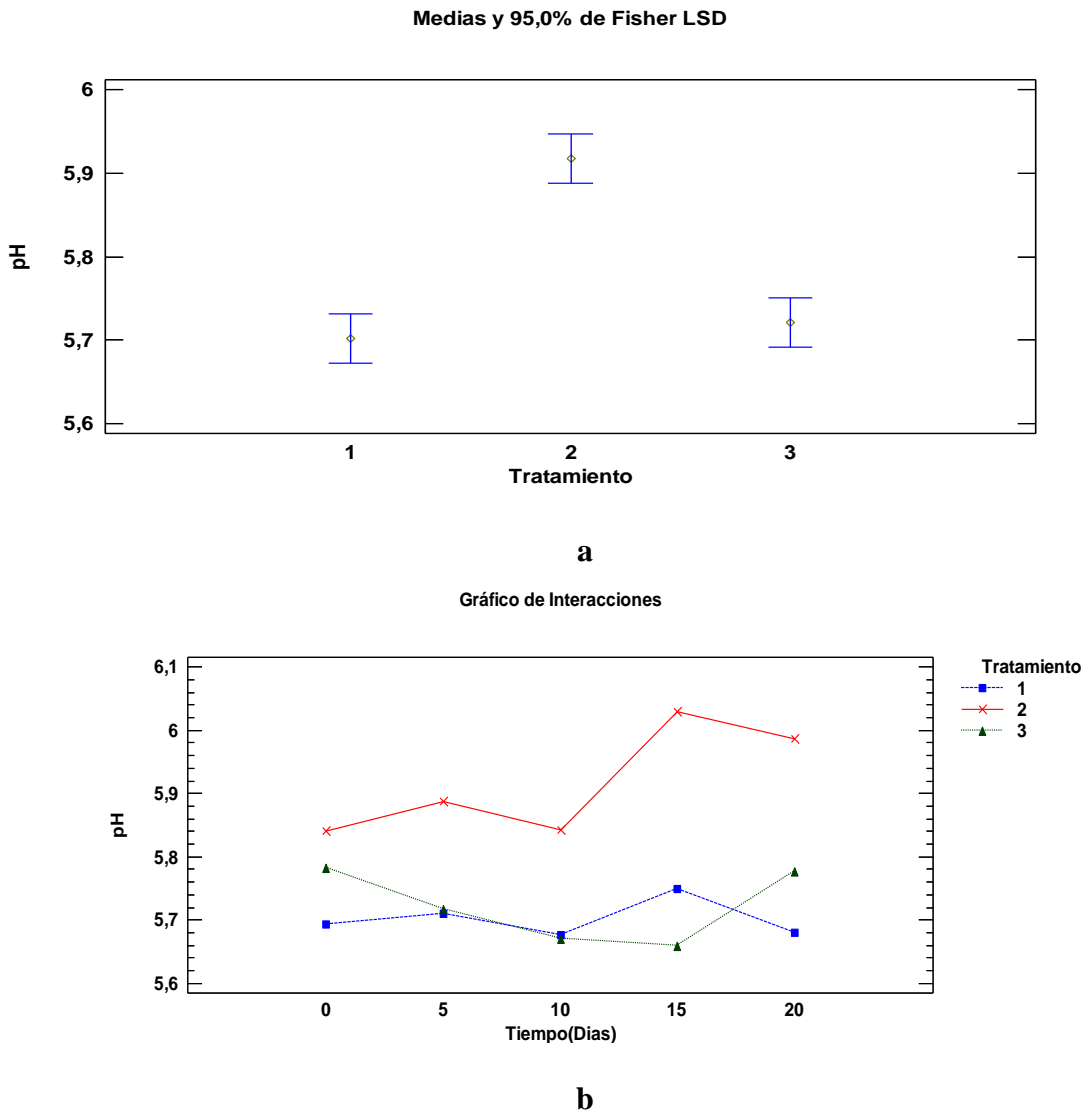 Medias y 95,0% de Fisher LSD
6
5,9
5,8
5,7
5,6
pH
1 2 3
Tratamiento
a
Gráfico de Interacciones
6,1
6
5,9
5,8
5,7
5,6
pH
0 5 10 15 20
Tiempo(Dias)
Tratamiento
1
2
3
b